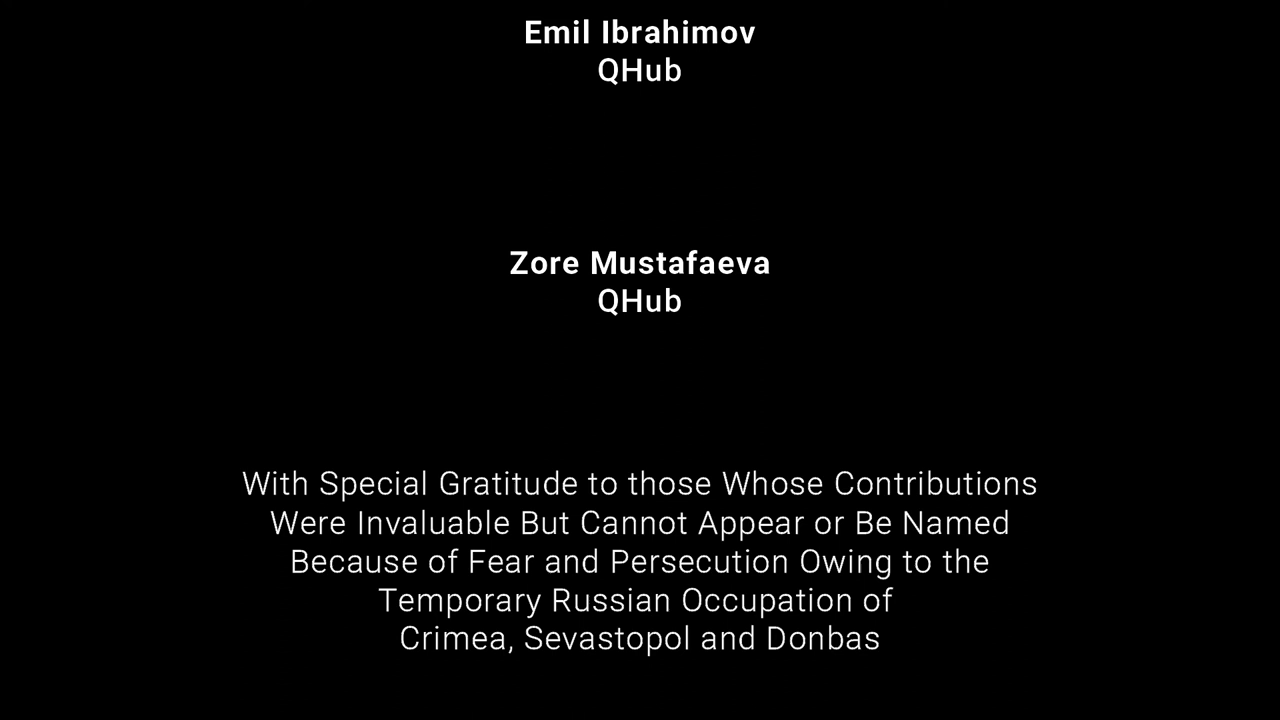 Emil Ibrahimov
QHub
Zore Mustafaeva
QHub
With Special Gratitude to those Whose Contributions
Were Invaluable But Cannot Appear or Be Named
Because of Fear and Persecution Owing to the
Temporary Russian Occupation of
Crimea, Sevastopol and Donbas